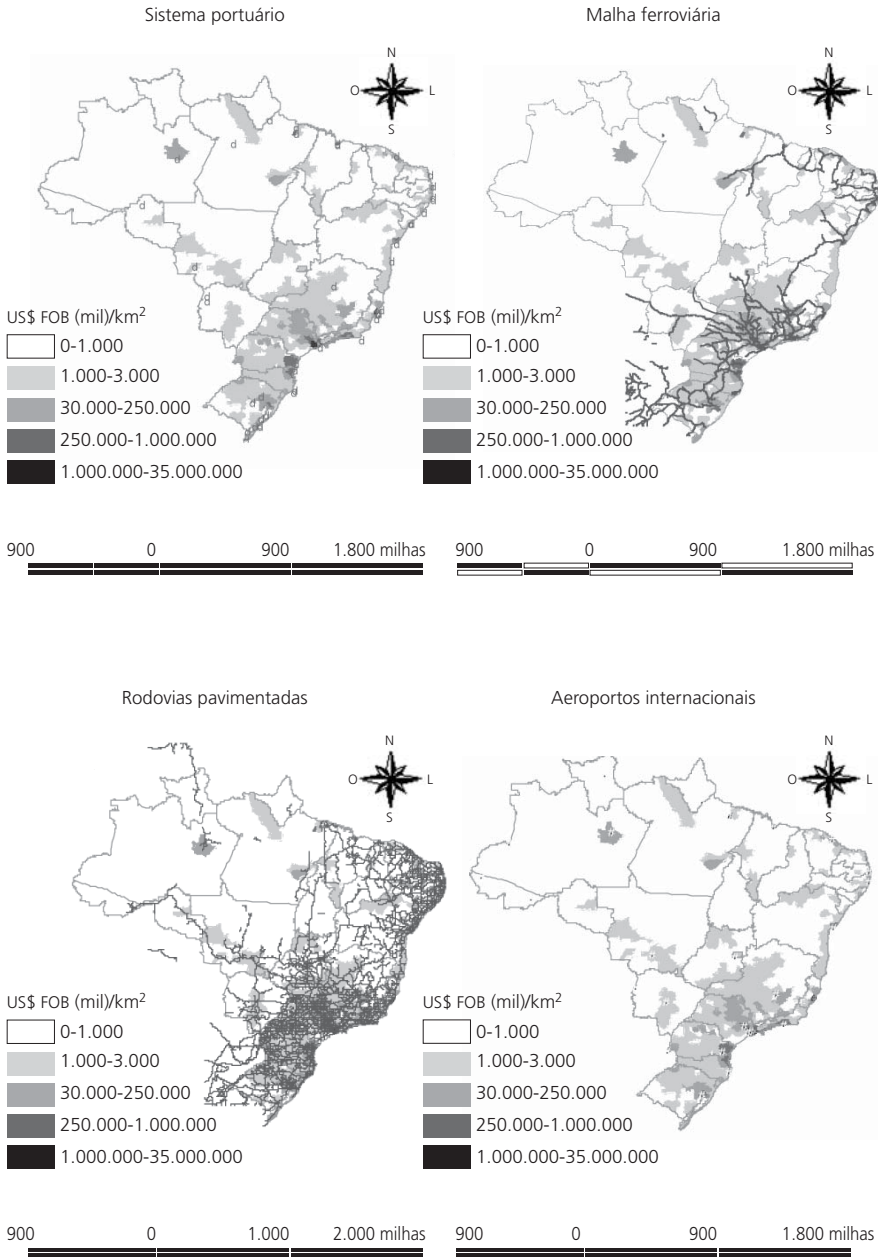 Sistema portuário
N
O L
S
US$ FOB (mil)/km²
0-1.000
1.000-3.000
30.000-250.000
250.000-1.000.000
1.000.000-35.000.000
900 0 900 1.800 milhas
Malha ferroviária
N
O L
S
US$ FOB (mil)/km²
0-1.000
1.000-3.000
30.000-250.000
250.000-1.000.000
1.000.000-35.000.000
900 0 900 1.800 milhas
Rodovias pavimentadas
N
O L
S
US$ FOB (mil)/km²
0-1.000
1.000-3.000
30.000-250.000
250.000-1.000.000
1.000.000-35.000.000
900 0 1.000 2.000 milhas
Aeroportos internacionais
N
O L
S
US$ FOB (mil)/km²
0-1.000
1.000-3.000
30.000-250.000
250.000-1.000.000
1.000.000-35.000.000
900 0 900 1.800 milhas